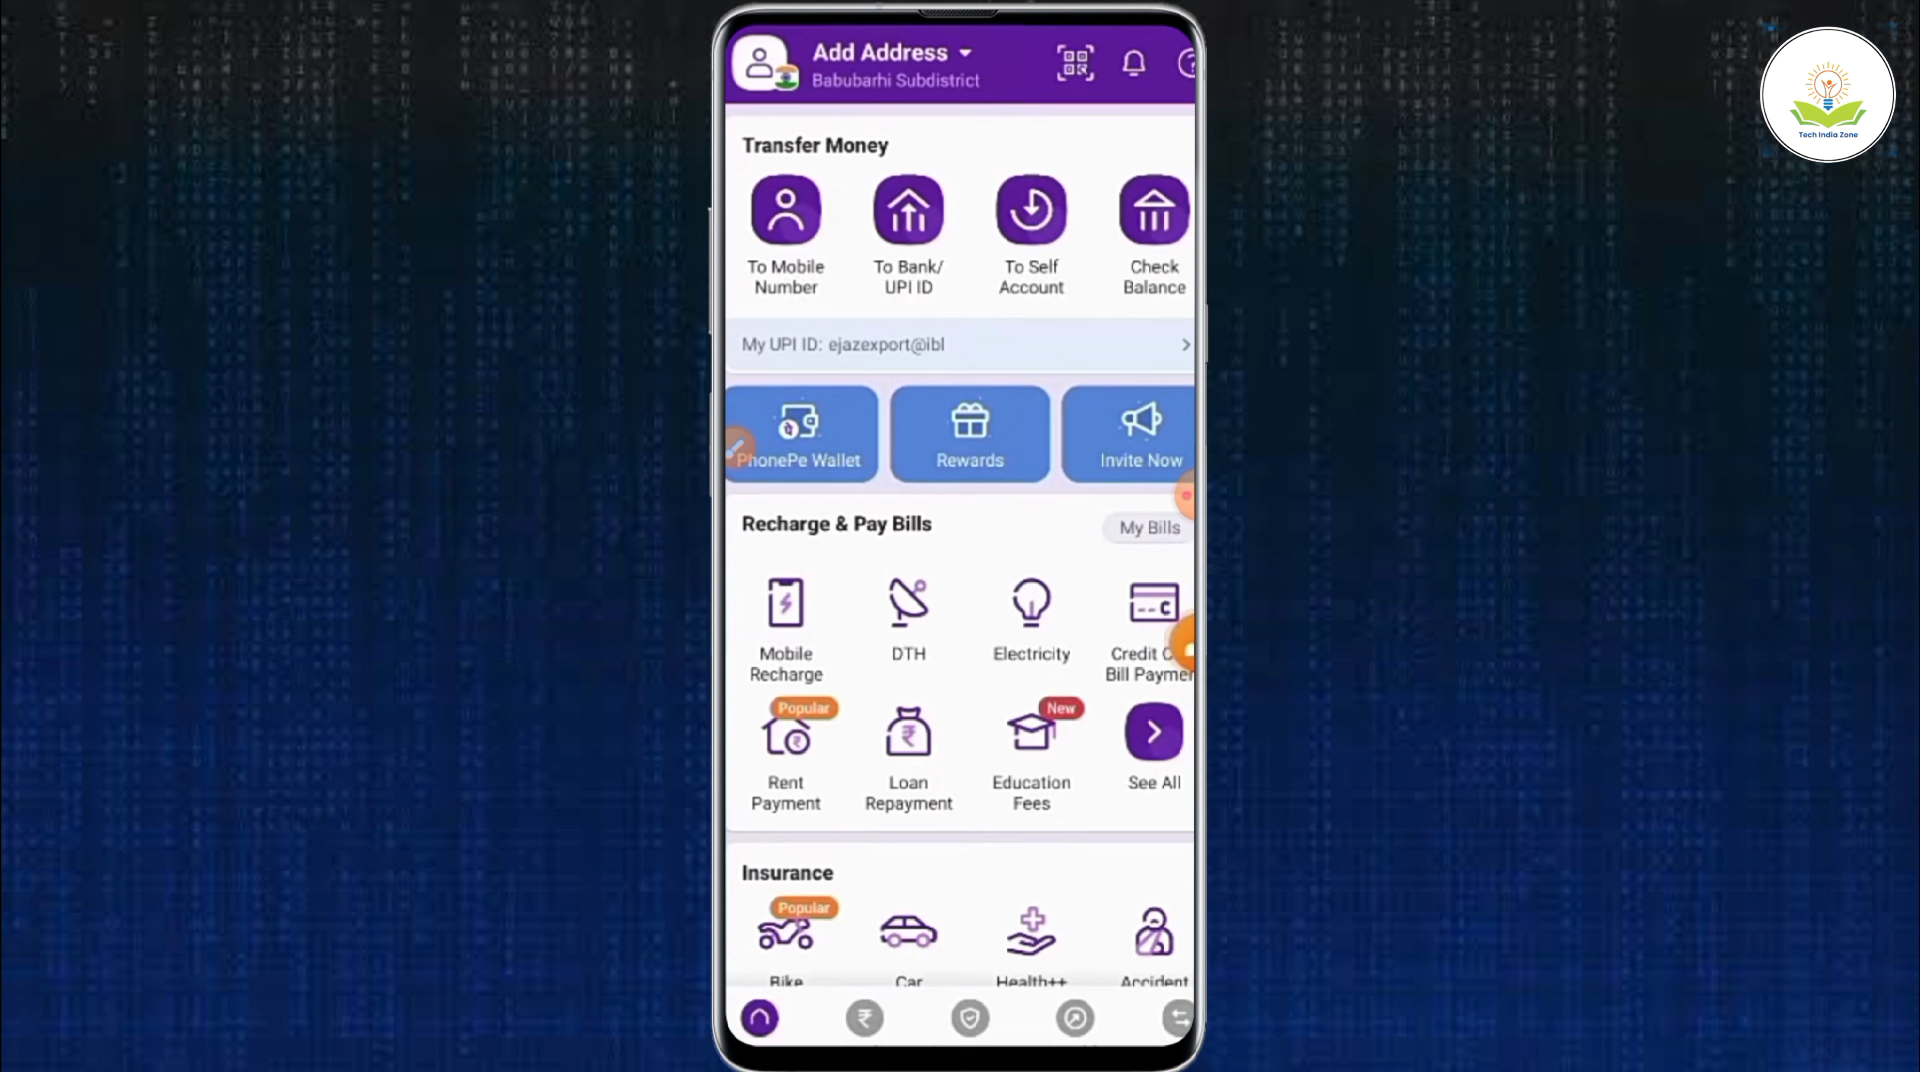 Add Address
Babubarhi Subdistrict
Tech India Zone
Transfer Money
To Mobile Number
To Bank/ UPI ID
To Self Account
Check Balance
My UPI ID: ejazexport@ibl
PhonePe Wallet
Rewards
Invite Now
Recharge & Pay Bills
My Bills
Mobile Recharge
DTH
Electricity
Credit
Bill
Popular
Rent Payment
Loan Repayment
New
Education Fees
See All
Insurance
Popular
Bike
Car
Health++
Accident